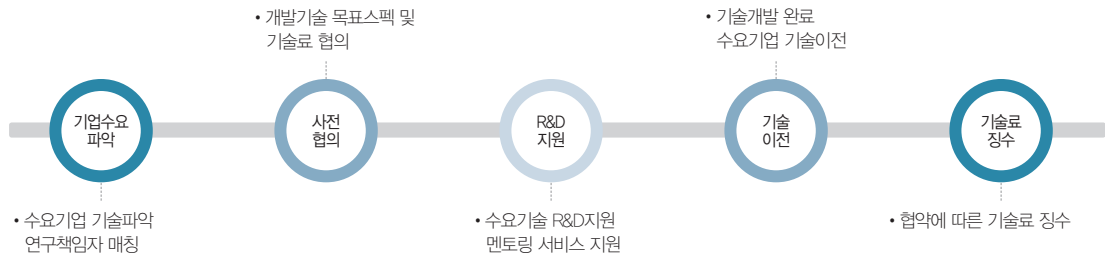 • 개발기술 목표스펙 및
기술료 협의
• 기술개발 완료
수요기업 기술이전
기업수요
파악
사전
협의
R&D
지원
기술
이전
기술료
징수
• 수요기업 기술파악
연구책임자 매칭
• 수요기술 R&D지원
멘토링 서비스 지원
• 협약에 따른 기술료 징수